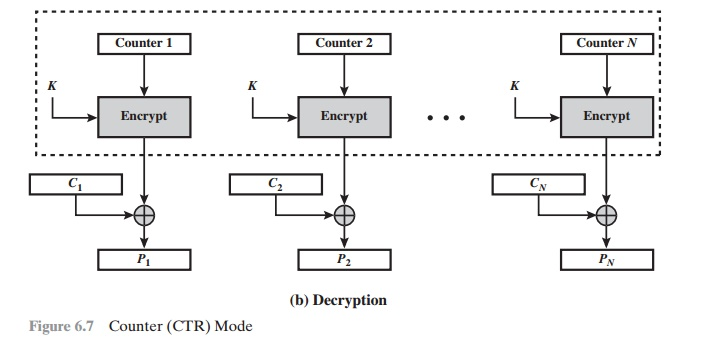 Counter 1 Counter 2 Counter N
K K K
Encrypt Encrypt • • • Encrypt
C1 C2 CN
P1 P2 PN
(b) Decryption
Figure 6.7 Counter (CTR) Mode